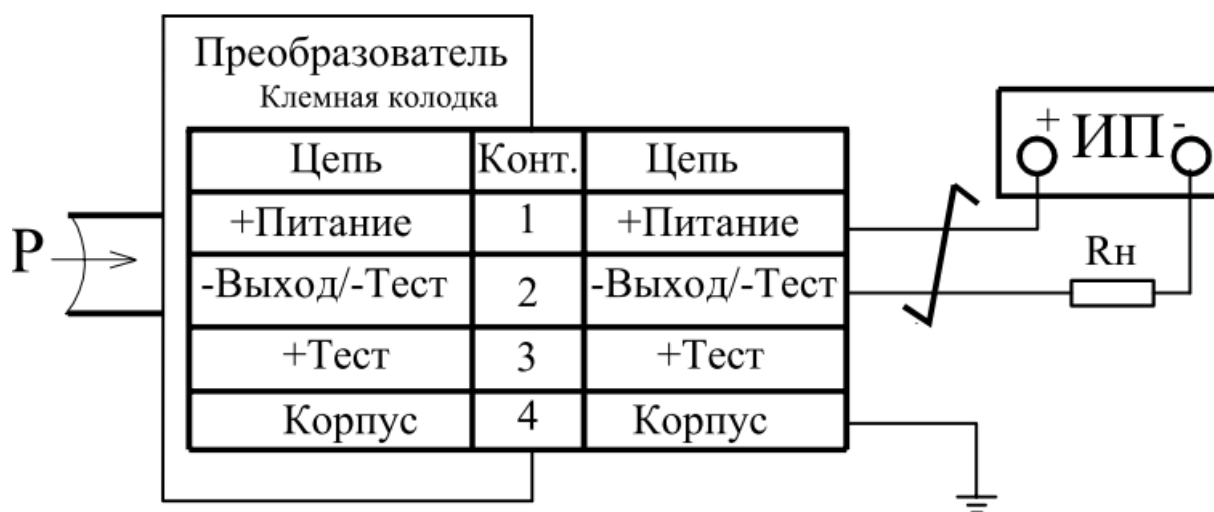 Преобразователь
Клемная колодка
Цепь Конт. Цепь
+Питание 1 +Питание
-Выход/-Тест 2 -Выход/-Тест
+Тест 3 +Тест
Корпус 4 Корпус
P
+ ИП -
Rн